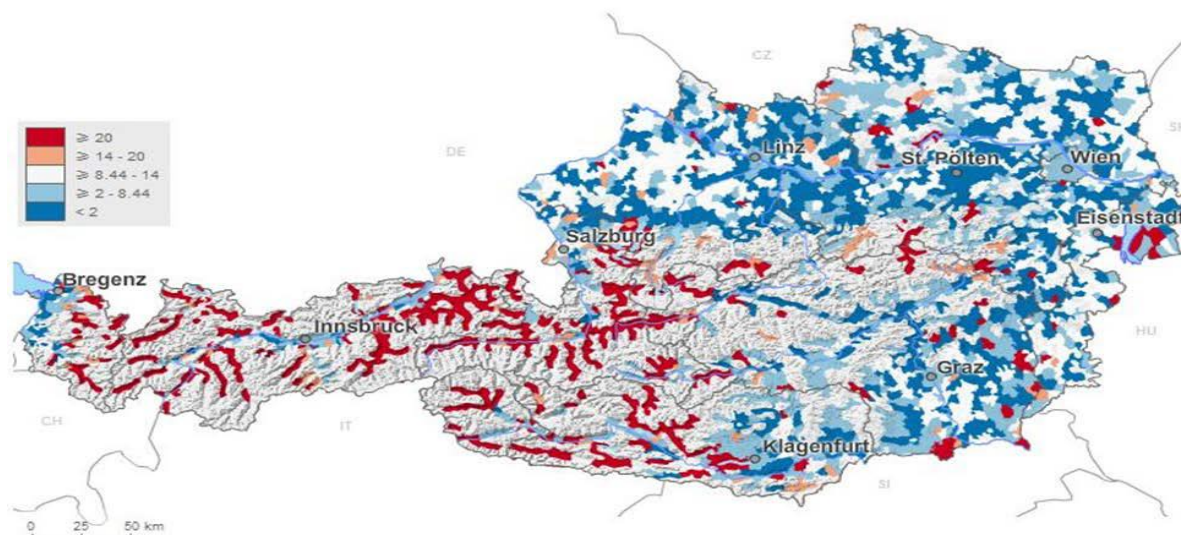 CZ
SK
DE
≥ 20
≥ 14 - 20
≥ 8.44 - 14
≥ 2 - 8.44
< 2
Linz
St. Pölten
Wien
Eisenstadt
Salzburg
Bregenz
Innsbruck
HU
Graz
CH
IT
Klagenfurt
SI
0 25 50 km